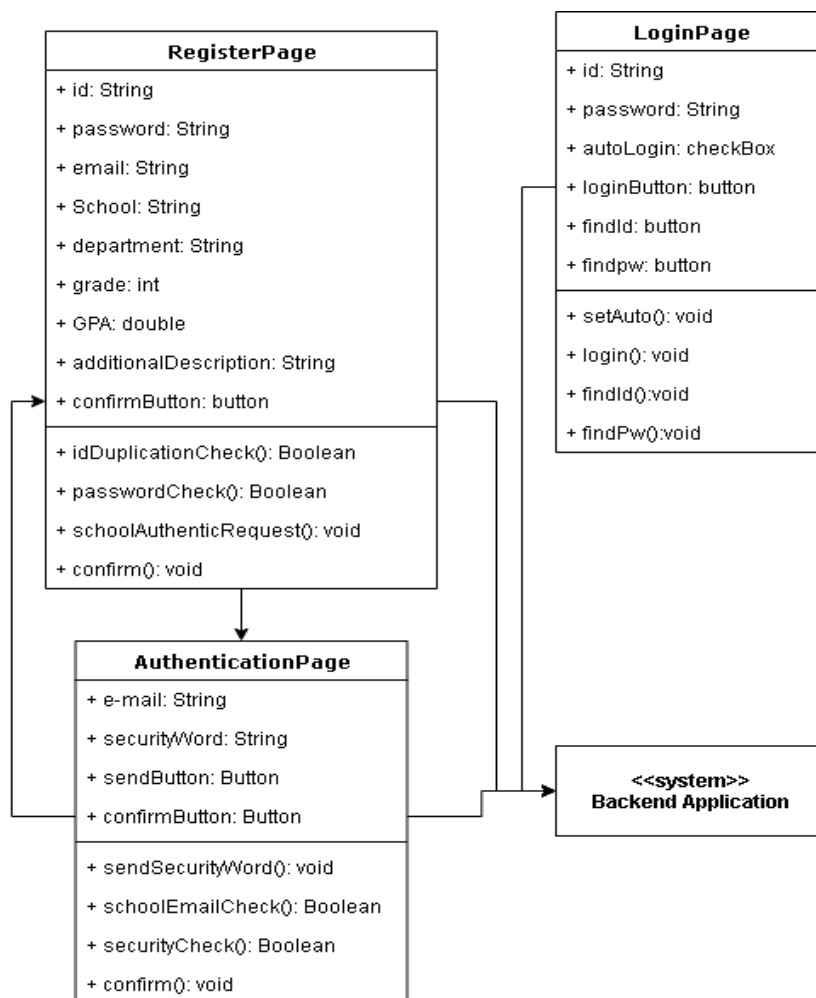 RegisterPage
+ id: String
+ password: String
+ email: String
+ School: String
+ department: String
+ grade: int
+ GPA: double
+ additionalDescription: String
+ confirmButton: button
+ idDuplicationCheck(): Boolean
+ passwordCheck(): Boolean
+ schoolAuthenticRequest(): void
+ confirm(): void
LoginPage
+ id: String
+ password: String
+ autoLogin: checkBox
+ loginButton: button
+ findId: button
+ findpw: button
+ setAuto(): void
+ login(): void
+ findId():void
+ findPw():void
AuthenticationPage
+ e-mail: String
+ securityWord: String
+ sendButton: Button
+ confirmButton: Button
+ sendSecurityWord(): void
+ schoolEmailCheck(): Boolean
+ securityCheck(): Boolean
+ confirm(): void
<<system>>
Backend Application